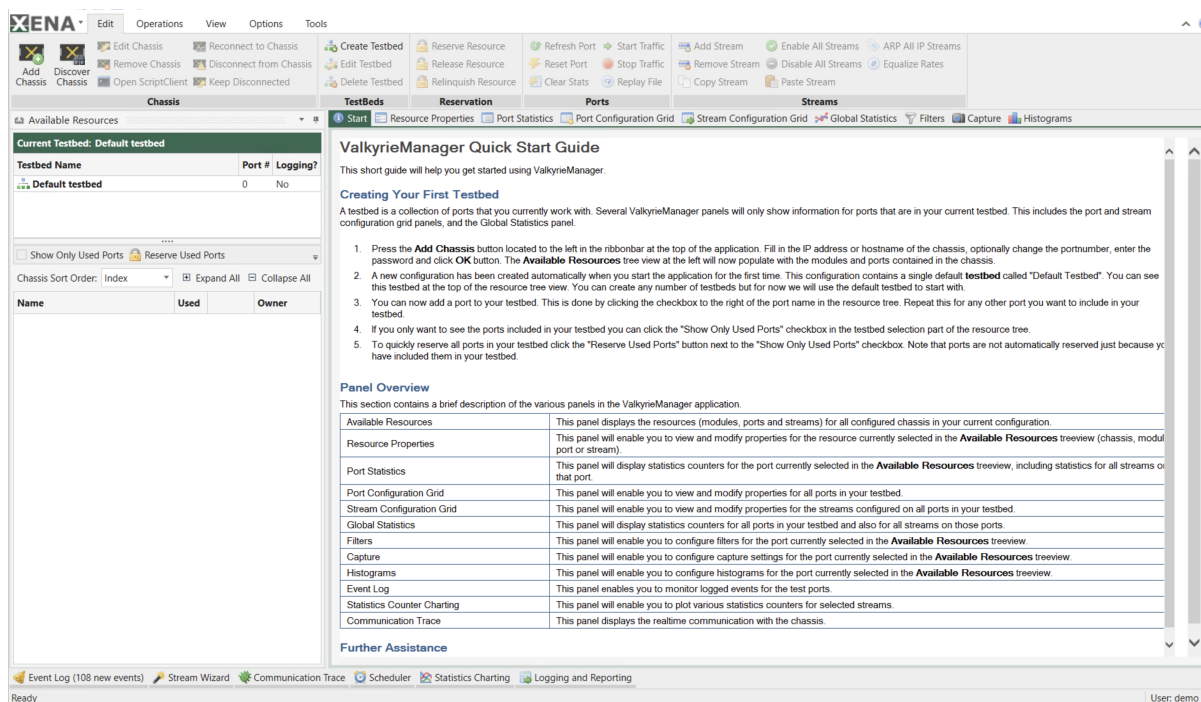 XENA Edit Operations View Options Tools
Edit Chassis Reconnect to Chassis Create Testbed Reserve Resource Refresh Port Start Traffic Add Stream Enable All Streams ARP All IP Streams
Add Chassis Discover Chassis Remove Chassis Disconnect from Chassis Edit Testbed Release Resource Reset Port Stop Traffic Remove Stream Disable All Streams Equalize Rates
Open ScriptClient Keep Disconnected Delete Testbed Relinquish Resource Clear Stats Replay File Copy Stream Paste Stream
Chassis TestBeds Reservation Ports Streams
Available Resources
Current Testbed: Default testbed
Testbed Name Port # Logging?
Default testbed 0 No
Show Only Used Ports Reserve Used Ports
Chassis Sort Order: Index Expand All Collapse All
Name Used Owner
Start Resource Properties Port Statistics Port Configuration Grid Stream Configuration Grid Global Statistics Filters Capture Histograms
ValkyrieManager Quick Start Guide
This short guide will help you get started using ValkyrieManager.
Creating Your First Testbed
A testbed is a collection of ports that you currently work with. Several ValkyrieManager panels will only show information for ports that are in your current testbed. This includes the port and stream
configuration grid panels, and the Global Statistics panel.
1. Press the Add Chassis button located to the left in the ribbonbar at the top of the application. Fill in the IP address or hostname of the chassis, optionally change the portnumber, enter the
password and click OK button. The Available Resources tree view at the left will now populate with the modules and ports contained in the chassis.
2. A new configuration has been created automatically when you start the application for the first time. This configuration contains a single default testbed called "Default Testbed". You can see
this testbed at the top of the resource tree view. You can create any number of testbeds but for now we will use the default testbed to start with.
3. You can now add a port to your testbed. This is done by clicking the checkbox to the right of the port name in the resource tree. Repeat this for any other port you want to include in your
testbed.
4. If you only want to see the ports included in your testbed you can click the "Show Only Used Ports" checkbox in the testbed selection part of the resource tree.
5. To quickly reserve all ports in your testbed click the "Reserve Used Ports" button next to the "Show Only Used Ports" checkbox. Note that ports are not automatically reserved just because yo
have included them in your testbed.
Panel Overview
This section contains a brief description of the various panels in the ValkyrieManager application.
Available Resources This panel displays the resources (modules, ports and streams) for all configured chassis in your current configuration.
Resource Properties This panel will enable you to view and modify properties for the resource currently selected in the Available Resources treeview (chassis, modul
port or stream).
Port Statistics This panel will display statistics counters for the port currently selected in the Available Resources treeview, including statistics for all streams o
that port.
Port Configuration Grid This panel will enable you to view and modify properties for all ports in your testbed.
Stream Configuration Grid This panel will enable you to view and modify properties for the streams configured on all ports in your testbed.
Global Statistics This panel will display statistics counters for all ports in your testbed and also for all streams on those ports.
Filters This panel will enable you to configure filters for the port currently selected in the Available Resources treeview.
Capture This panel will enable you to configure capture settings for the port currently selected in the Available Resources treeview.
Histograms This panel will enable you to configure histograms for the port currently selected in the Available Resources treeview.
Event Log This panel enables you to monitor logged events for the test ports.
Statistics Counter Charting This panel will enable you to plot various statistics counters for selected streams.
Communication Trace This panel displays the realtime communication with the chassis.
Further Assistance
Event Log (108 new events) Stream Wizard Communication Trace Scheduler Statistics Charting Logging and Reporting
Ready User: demo